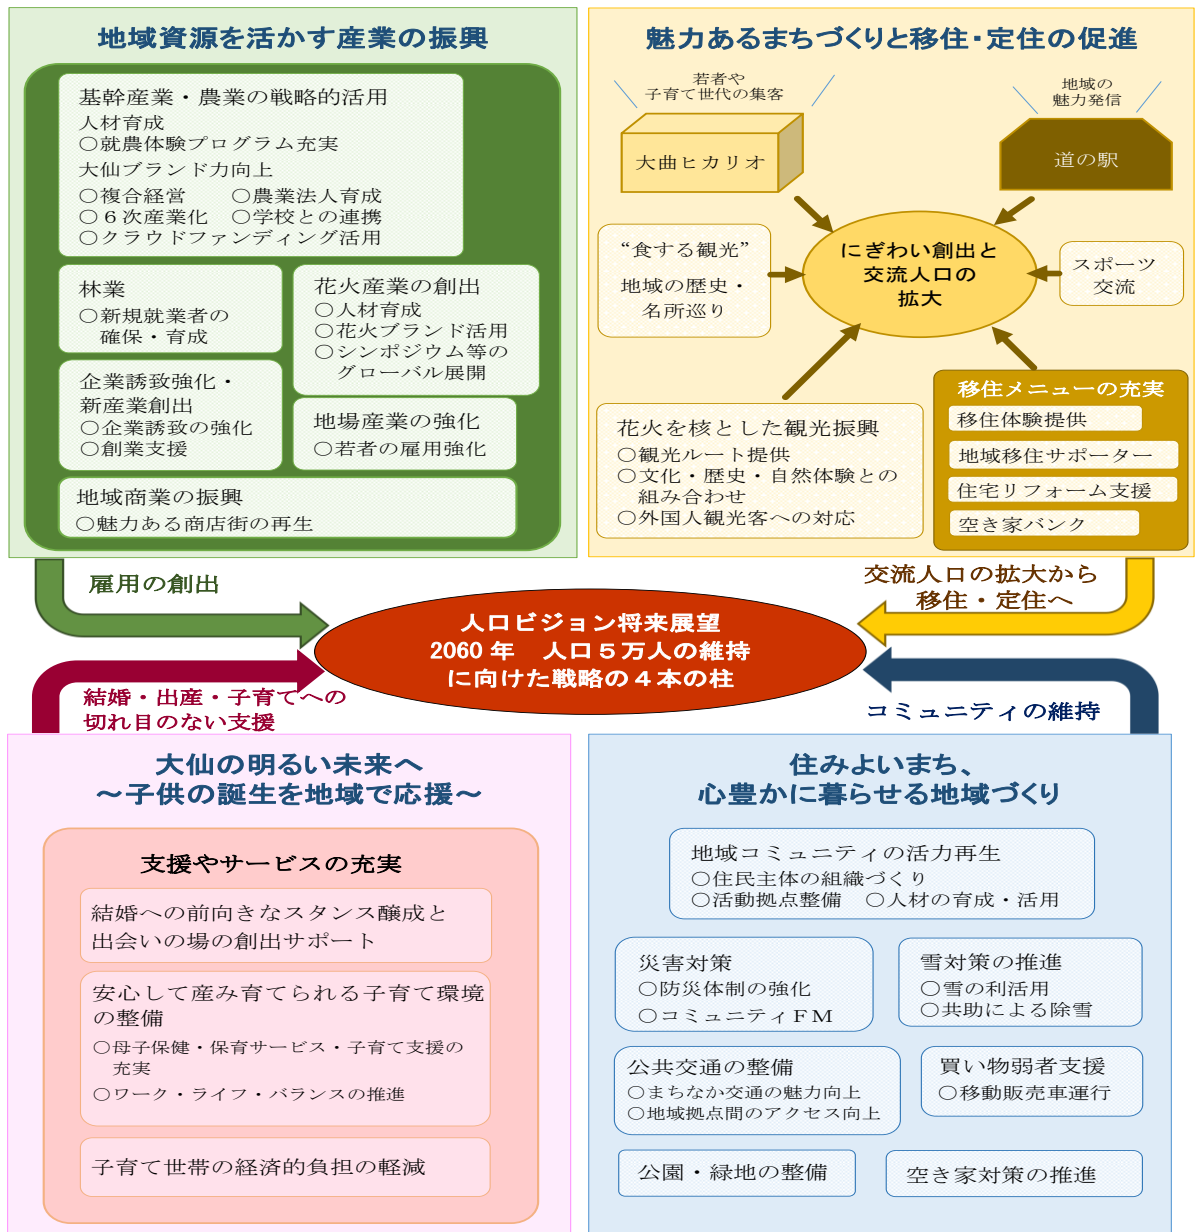 地域資源を活かす産業の振興
基幹産業・農業の戦略的活用
人材育成
○就農体験プログラム充実
大仙ブランド力向上
○複合経営　　○農業法人育成
○６次産業化　○学校との連携
○クラウドファンディング活用
林業
○新規就業者の
確保・育成
花火産業の創出
○人材育成
○花火ブランド活用
○シンポジウム等の
グローバル展開
企業誘致強化・
新産業創出
○企業誘致の強化
○創業支援
地場産業の強化
○若者の雇用強化
地域商業の振興
○魅力ある商店街の再生
魅力あるまちづくりと移住・定住の促進
若者や
子育て世代の集客
大曲ヒカリオ
地域の
魅力発信
道の駅
“食する観光”
地域の歴史・
名所巡り
にぎわい創出と
交流人口の
拡大
スポーツ
交流
花火を核とした観光振興
○観光ルート提供
○文化・歴史・自然体験との
組み合わせ
○外国人観光客への対応
移住メニューの充実
移住体験提供
地域移住サポーター
住宅リフォーム支援
空き家バンク
雇用の創出
交流人口の拡大から
移住・定住へ
人口ビジョン将来展望
2060 年　人口５万人の維持
に向けた戦略の４本の柱
結婚・出産・子育てへの
切れ目のない支援
コミュニティの維持
大仙の明るい未来へ
～子供の誕生を地域で応援～
支援やサービスの充実
結婚への前向きなスタンス醸成と
出会いの場の創出サポート
安心して産み育てられる子育て環境
の整備
○母子保健・保育サービス・子育て支援の
充実
○ワーク・ライフ・バランスの推進
子育て世帯の経済的負担の軽減
住みよいまち、
心豊かに暮らせる地域づくり
地域コミュニティの活力再生
○住民主体の組織づくり
○活動拠点整備　○人材の育成・活用
災害対策
○防災体制の強化
○コミュニティＦＭ
雪対策の推進
○雪の利活用
○共助による除雪
公共交通の整備
○まちなか交通の魅力向上
○地域拠点間のアクセス向上
買い物弱者支援
○移動販売車運行
公園・緑地の整備
空き家対策の推進